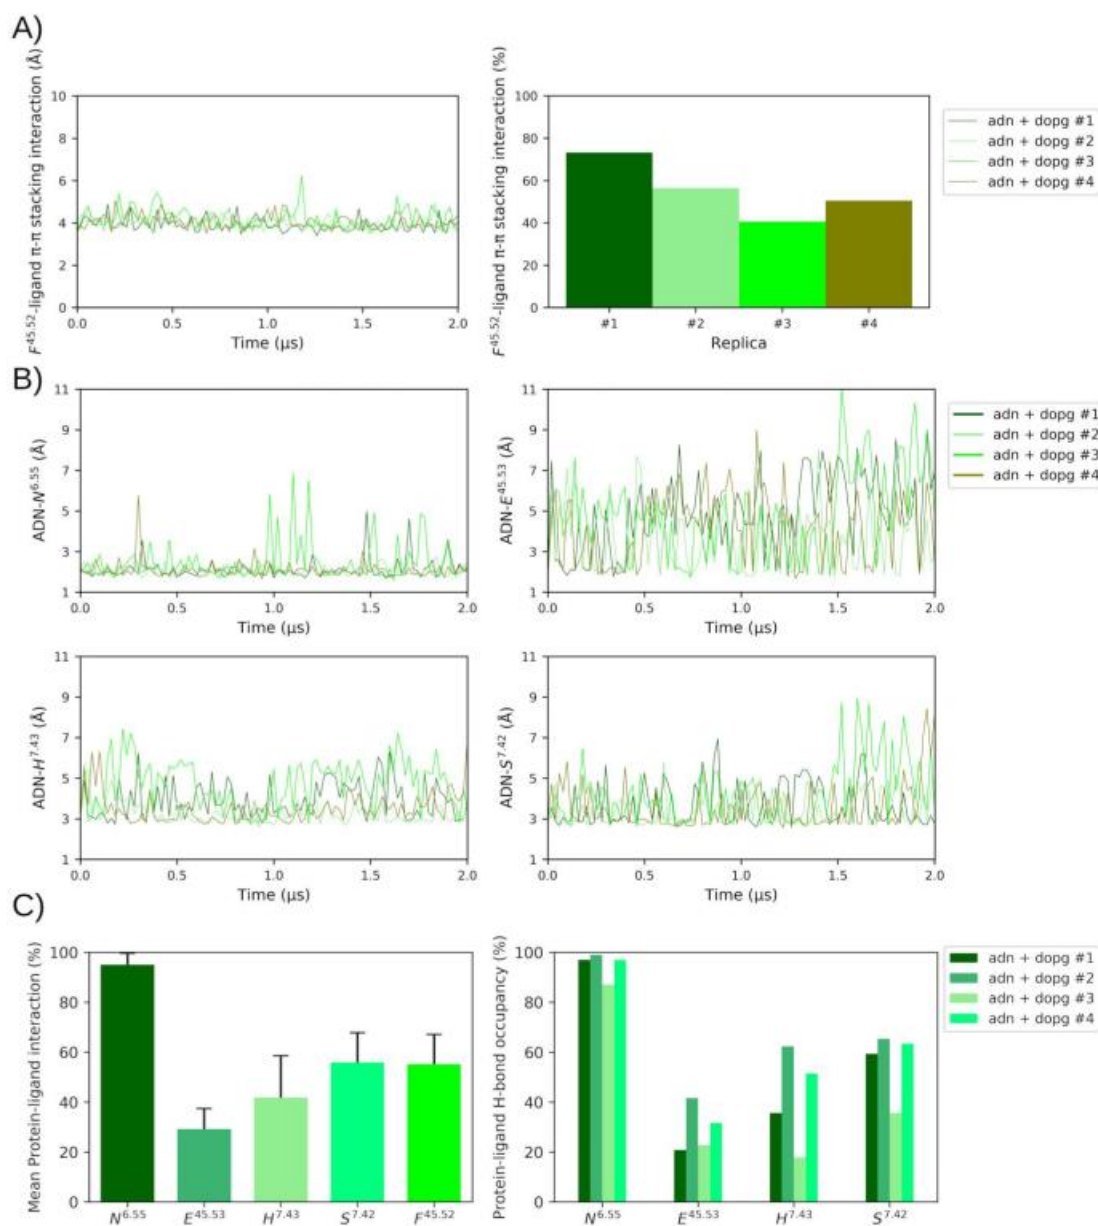 A)
F45.52-ligand π-π stacking interaction (Å)
10
8
6
4
2
0
0.0 0.5 1.0 1.5 2.0
Time (μs)
F45.52-ligand π-π stacking interaction (%)
100
80
60
40
20
0
#1 #2 #3 #4
Replica
adn + dopg #1
adn + dopg #2
adn + dopg #3
adn + dopg #4
B)
ADN-N6.55 (Å)
11
9
7
5
3
1
0.0 0.5 1.0 1.5 2.0
Time (μs)
ADN-E45.53 (Å)
11
9
7
5
3
1
0.0 0.5 1.0 1.5 2.0
Time (μs)
adn + dopg #1
adn + dopg #2
adn + dopg #3
adn + dopg #4
ADN-H7.43 (Å)
11
9
7
5
3
1
0.0 0.5 1.0 1.5 2.0
Time (μs)
ADN-S7.42 (Å)
11
9
7
5
3
1
0.0 0.5 1.0 1.5 2.0
Time (μs)
C)
Mean Protein-ligand interaction (%)
100
80
60
40
20
0
N6.55 E45.53 H7.43 S7.42 F45.52
Protein-ligand H-bond occupancy (%)
100
80
60
40
20
0
N6.55 E45.53 H7.43 S7.42
adn + dopg #1
adn + dopg #2
adn + dopg #3
adn + dopg #4